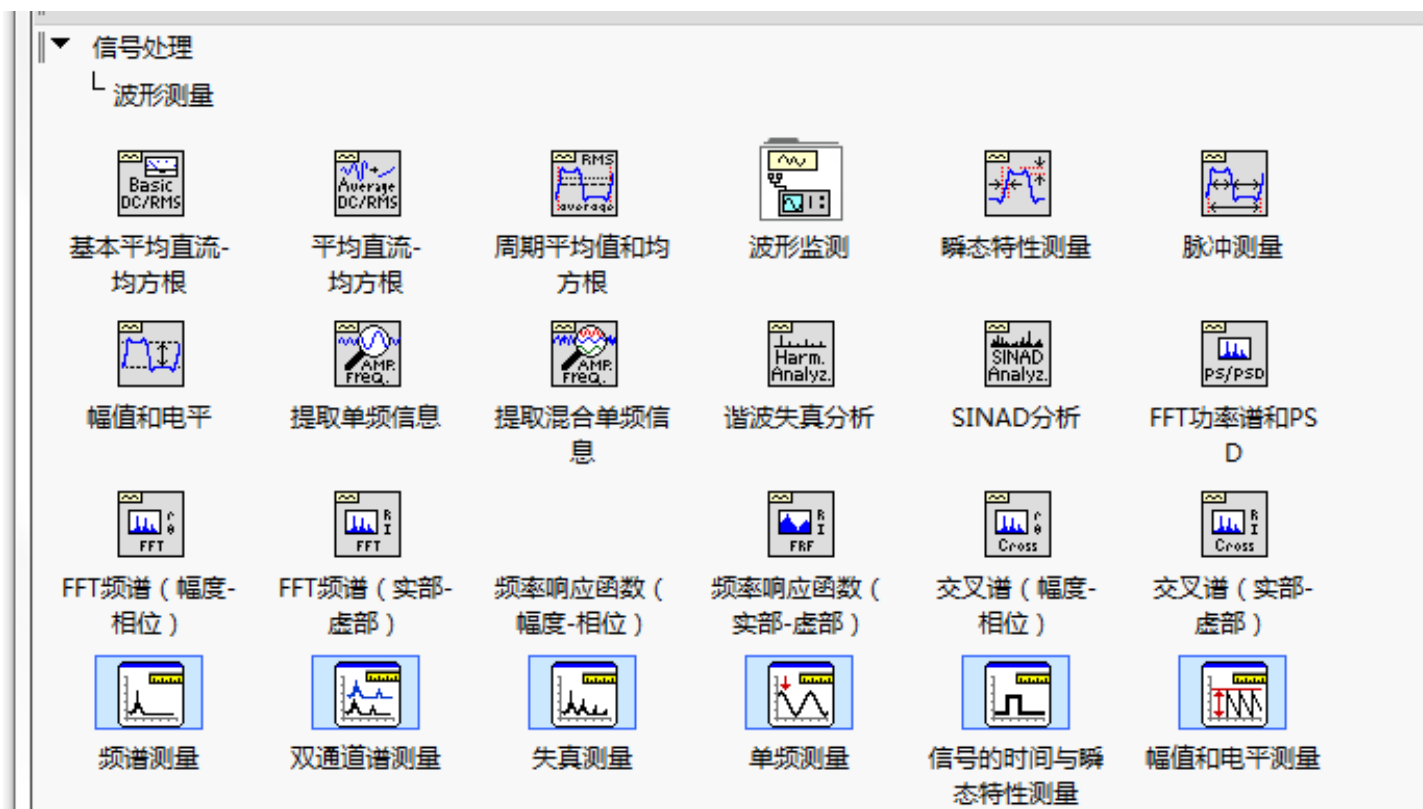 信号处理
波形测量
Basic
DC/RMS
Average
DC/RMS
RMS
average
基本平均直流-
均方根
平均直流-
均方根
周期平均值和均
方根
波形监测
瞬态特性测量
脉冲测量
AMP.
FREQ.
AMP.
FREQ.
Harm.
Analyz.
SINAD
Analyz.
PS/PSD
幅值和电平
提取单频信息
提取混合单频信
息
谐波失真分析
SINAD分析
FFT功率谱和PS
D
r
θ
FFT
R
I
FFT
R
I
FRF
r
θ
Cross
R
I
Cross
FFT频谱（幅度-
相位）
FFT频谱（实部-
虚部）
频率响应函数（
幅度-相位）
频率响应函数（
实部-虚部）
交叉谱（幅度-
相位）
交叉谱（实部-
虚部）
频谱测量
双通道谱测量
失真测量
单频测量
信号的时间与瞬
态特性测量
幅值和电平测量